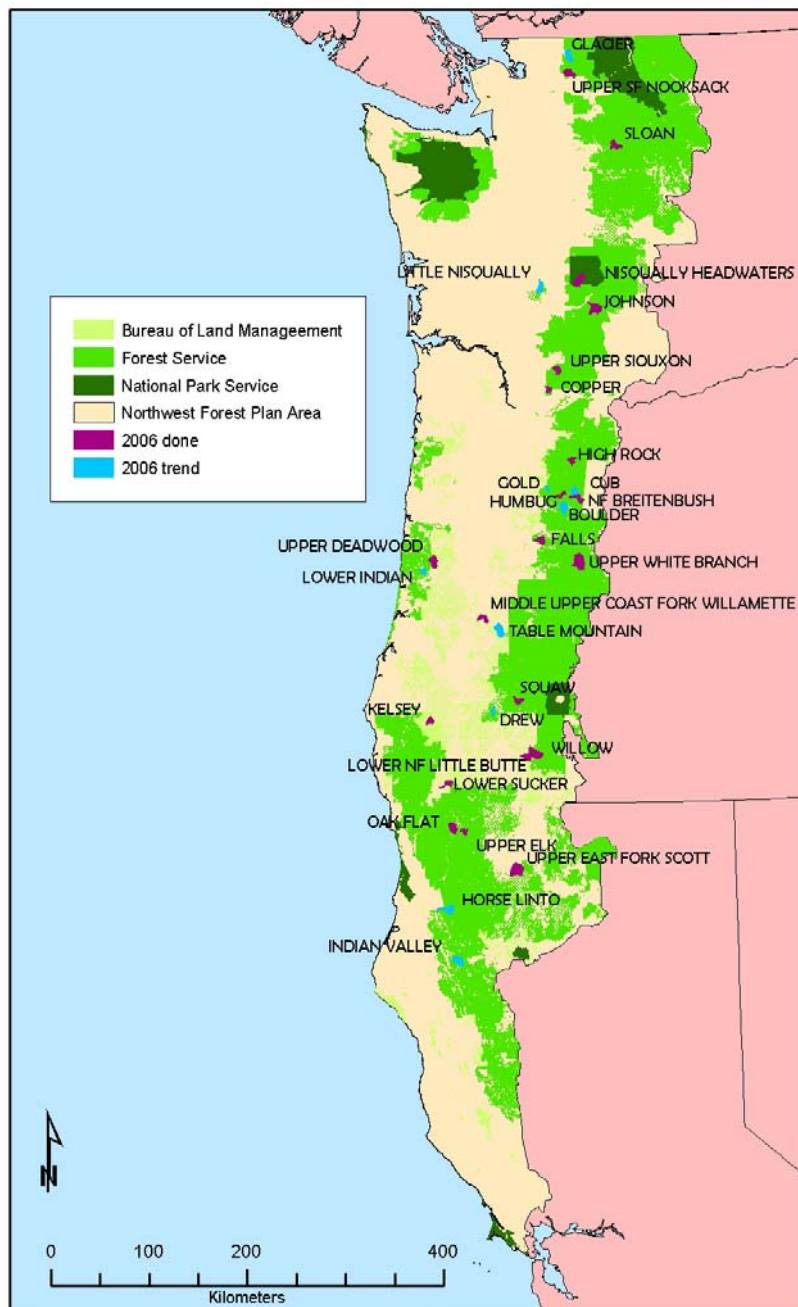 GLACIER
UPPER SF NOOKSACK
SLOAN
LITTLE NISQUALLY
NISQUALLY HEADWATERS
JOHNSON
Bureau of Land Manageement
Forest Service
National Park Service
Northwest Forest Plan Area
2006 done
2006 trend
UPPER SIOUXON
COPPER
HIGH ROCK
GOLD
CUB
HUMBUG
NF BREITENBUSH
BOULDER
FALLS
UPPER DEADWOOD
UPPER WHITE BRANCH
LOWER INDIAN
MIDDLE UPPER COAST FORK WILLAMETTE
TABLE MOUNTAIN
SQUAW
KELSEY
DREW
WILLOW
LOWER NF LITTLE BUTTE
LOWER SUCKER
OAK FLAT
UPPER ELK
UPPER EAST FORK SCOTT
HORSE LINTO
INDIAN VALLEY
N
0 100 200 400
Kilometers